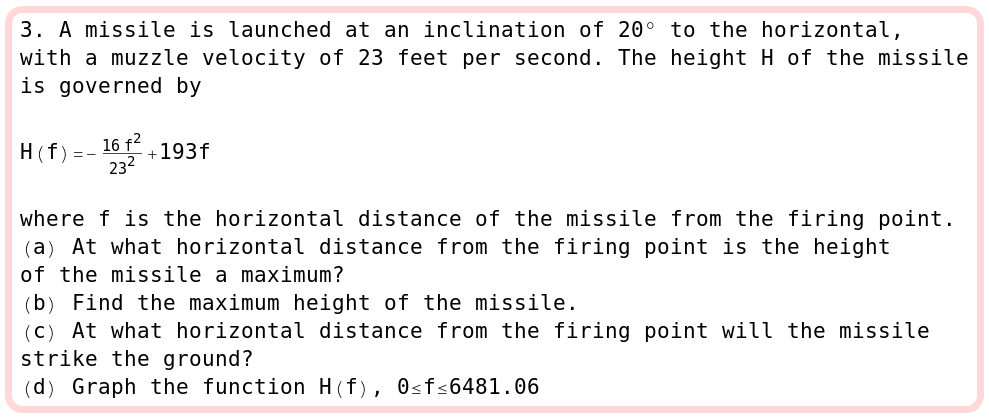 3. A missile is launched at an inclination of 20° to the horizontal,
with a muzzle velocity of 23 feet per second. The height H of the missile
is governed by
H(f)=-\frac{16 f^2}{23^2}+193f
where f is the horizontal distance of the missile from the firing point.
(a) At what horizontal distance from the firing point is the height
of the missile a maximum?
(b) Find the maximum height of the missile.
(c) At what horizontal distance from the firing point will the missile
strike the ground?
(d) Graph the function H(f), 0≤f≤6481.06